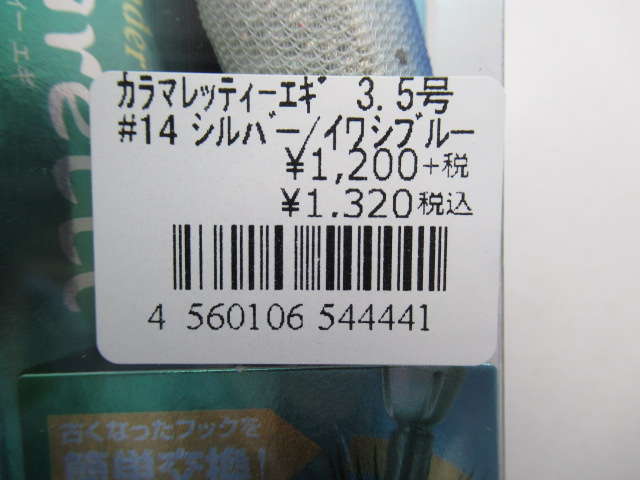 カラマレッティーエギ 3.5号
#14 シルバー/イワシブルー
¥1,200+税
¥1.320税込
4 560106 544441
古くなったフックを
簡単交換!